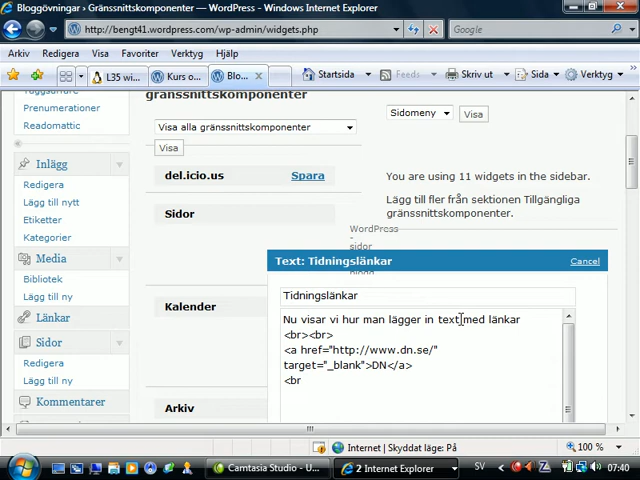 Bloggövningar › Gränssnittskomponenter — WordPress - Windows Internet Explorer
http://bengt41.wordpress.com/wp-admin/widgets.php
Google
Arkiv Redigera Visa Favoriter Verktyg Hjälp
L35 wi... Kurs o... Blo...
Startsida Feeds Skriv ut Sida Verktyg
gränssnittskomponenter
Prenumerationer
Readomattic
Visa alla gränssnittskomponenter
Visa
Sidomeny Visa
del.icio.us Spara
You are using 11 widgets in the sidebar.
Lägg till fler från sektionen Tillgängliga
gränssnittskomponenter.
Sidor
WordPress
-
sidor
Inlägg
Redigera
Lägg till nytt
Etiketter
Kategorier
Media
Bibliotek
Lägg till ny
Länkar
Sidor
Redigera
Lägg till ny
Kommentarer
Kalender
Arkiv
Text: Tidningslänkar Cancel
Tidningslänkar
Nu visar vi hur man lägger in text med länkar
<br><br>
<a href="http://www.dn.se/"
target="_blank">DN</a>
<br
Internet | Skyddat läge: På
100 %
Camtasia Studio - U...
2 Internet Explorer
SV
07:40